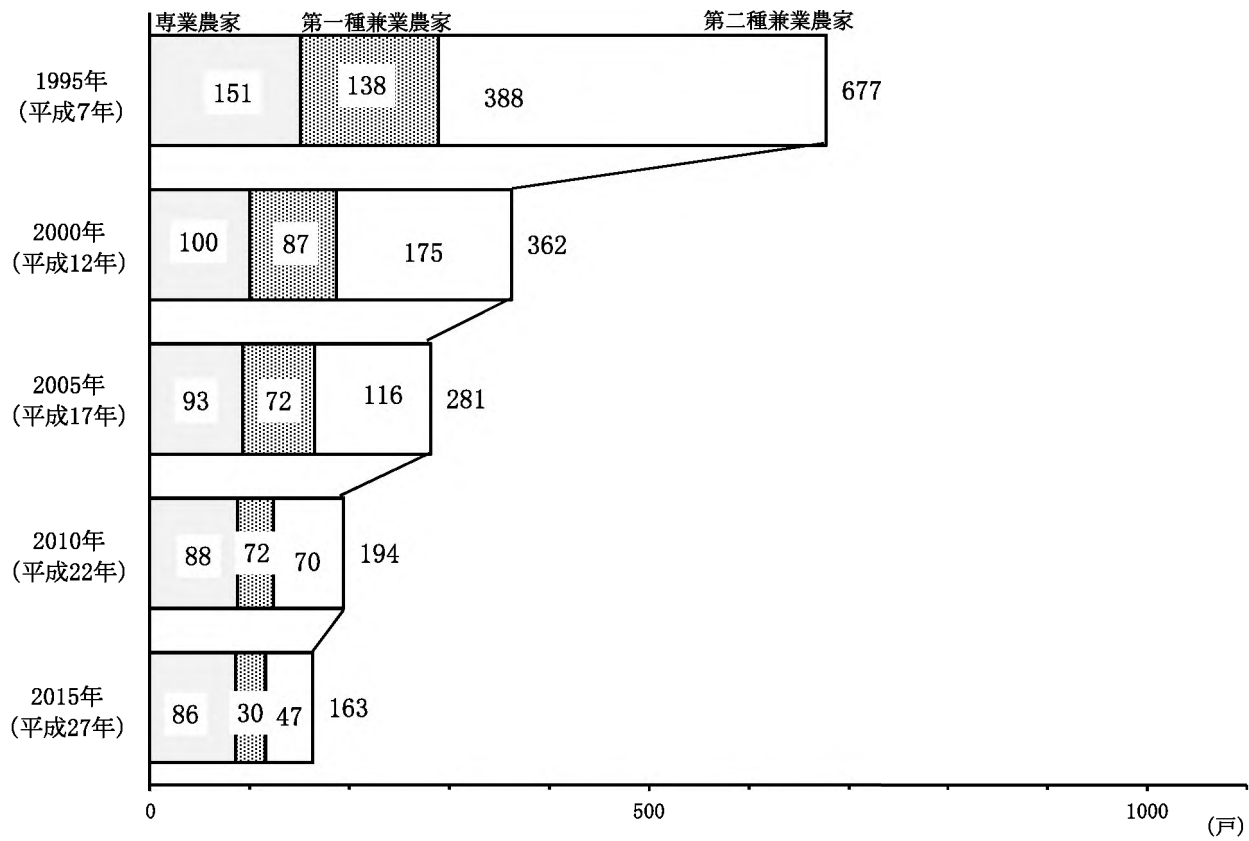 専業農家 第一種兼業農家 第二種兼業農家
1995年
(平成7年)
151 138 388 677
2000年
(平成12年)
100 87 175 362
2005年
(平成17年)
93 72 116 281
2010年
(平成22年)
88 72 70 194
2015年
(平成27年)
86 30 47 163
0 500 1000
(戸)